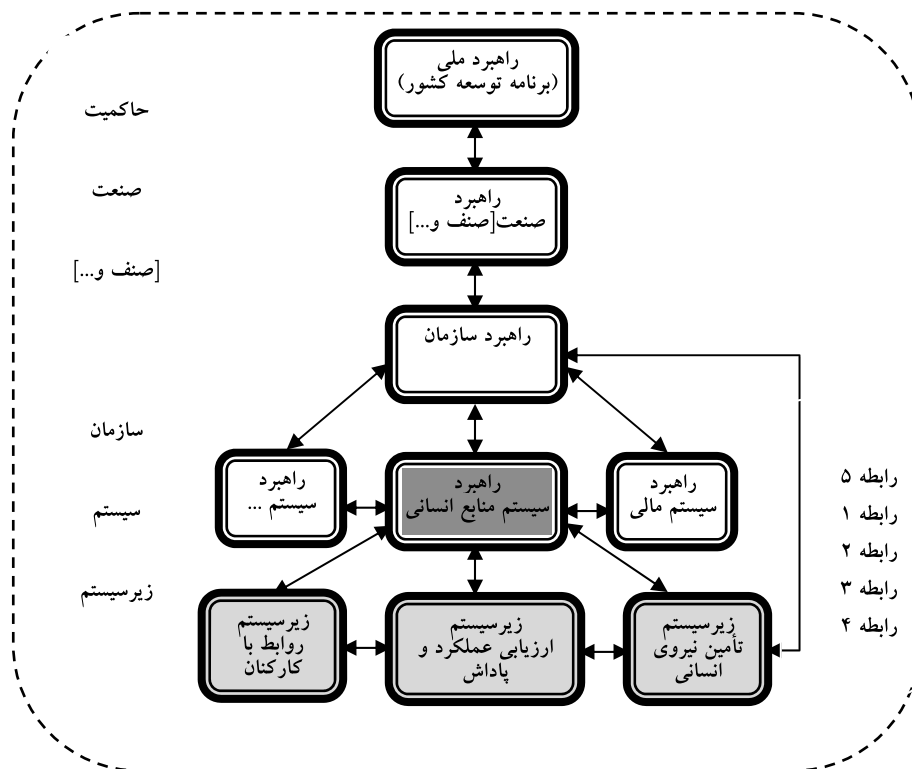 راهبرد ملی
(برنامه توسعه کشور)
حاکمیت
راهبرد
صنعت[صنف و...]
صنعت
[صنف و...]
راهبرد سازمان
سازمان
راهبرد
سیستم مالی
راهبرد
سیستم منابع انسانی
راهبرد
سیستم ...
سیستم
زیرسیستم
تأمین نیروی
انسانی
زیرسیستم
ارزیابی عملکرد و
پاداش
زیرسیستم
روابط با
کارکنان
زیرسیستم
رابطه ۵
رابطه ۱
رابطه ۲
رابطه ۳
رابطه ۴